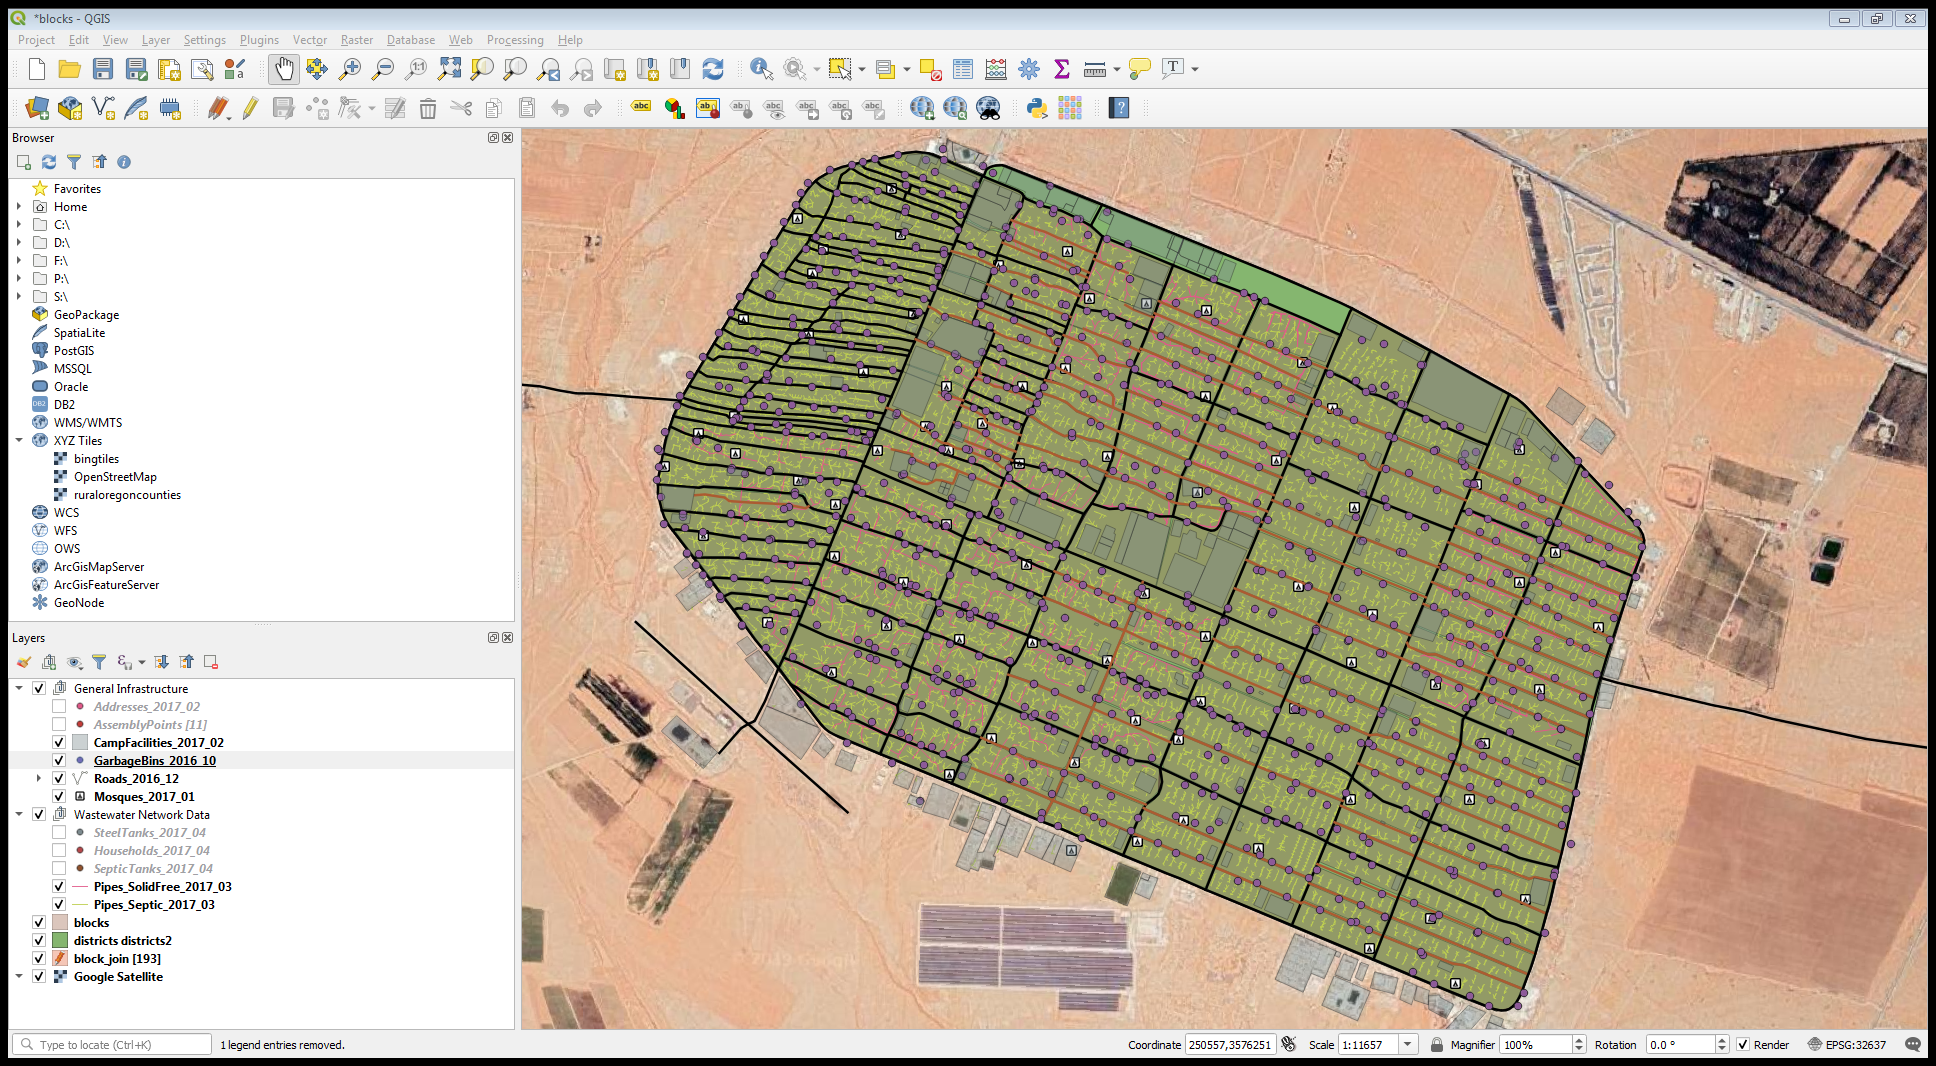 *blocks - QGIS
Project Edit View Layer Settings Plugins Vector Raster Database Web Processing Help
Browser
Favorites
Home
C:\
D:\
F:\
P:\
S:\
GeoPackage
SpatiaLite
PostGIS
MSSQL
Oracle
DB2
WMS/WMTS
XYZ Tiles
bingtiles
OpenStreetMap
ruraloregoncounties
WCS
WFS
OWS
ArcGisMapServer
ArcGisFeatureServer
GeoNode
Layers
General Infrastructure
Addresses_2017_02
AssemblyPoints [11]
CampFacilities_2017_02
GarbageBins_2016_10
Roads_2016_12
Mosques_2017_01
Wastewater Network Data
SteelTanks_2017_04
Households_2017_04
SepticTanks_2017_04
Pipes_SolidFree_2017_03
Pipes_Septic_2017_03
blocks
districts districts2
block_join [193]
Google Satellite
Type to locate (Ctrl+K) 1 legend entries removed. Coordinate 250557,3576251 Scale 1:11657 Magnifier 100% Rotation 0.0 ° Render EPSG:32637